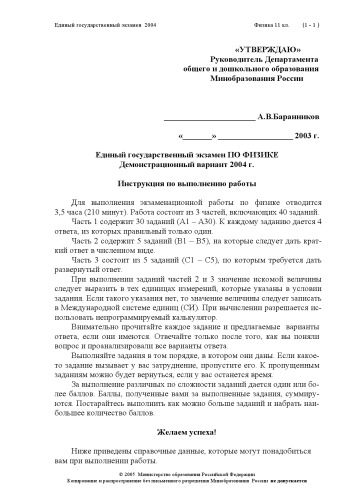 Единый государственный экзамен 2004 Физика 11 кл. (1 - 1 )
«УТВЕРЖДАЮ»
Руководитель Департамента
общего и дошкольного образования
Минобразования России
_____________________ А.В.Баранников
«______» _________________ 2003 г.
Единый государственный экзамен ПО ФИЗИКЕ
Демонстрационный вариант 2004 г.
Инструкция по выполнению работы
Для выполнения экзаменационной работы по физике отводится
3,5 часа (210 минут). Работа состоит из 3 частей, включающих 40 заданий.
Часть 1 содержит 30 заданий (А1 – А30). К каждому заданию дается 4
ответа, из которых правильный только один.
Часть 2 содержит 5 заданий (В1 – В5), на которые следует дать крат-
кий ответ в численном виде.
Часть 3 состоит из 5 заданий (С1 – С5), по которым требуется дать
развернутый ответ.
При выполнении заданий частей 2 и 3 значение искомой величины
следует выразить в тех единицах измерений, которые указаны в условии
задания. Если такого указания нет, то значение величины следует записать
в Международной системе единиц (СИ). При вычислении разрешается ис-
пользовать непрограммируемый калькулятор.
Внимательно прочитайте каждое задание и предлагаемые варианты
ответа, если они имеются. Отвечайте только после того, как вы поняли
вопрос и проанализировали все варианты ответа.
Выполняйте задания в том порядке, в котором они даны. Если какое-
то задание вызывает у вас затруднение, пропустите его. К пропущенным
заданиям можно будет вернуться, если у вас останется время.
За выполнение различных по сложности заданий дается один или бо-
лее баллов. Баллы, полученные вами за выполненные задания, суммиру-
ются. Постарайтесь выполнить как можно больше заданий и набрать наи-
большее количество баллов.
Желаем успеха!
Ниже приведены справочные данные, которые могут понадобиться
вам при выполнении работы.
© 2005 Министерство образования Российской Федерации
Копирование и распространение без письменного разрешения Минобразования России не допускается